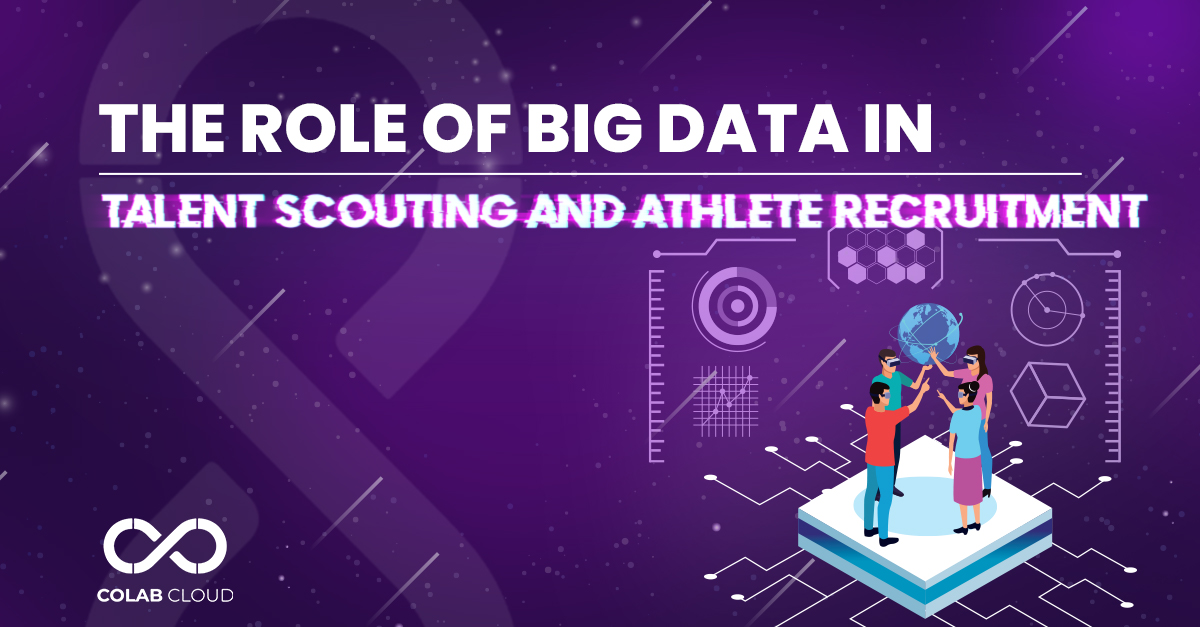 THE ROLE OF BIG DATA IN
TALENT SCOUTING AND ATHLETE RECRUITMENT
COLAB CLOUD